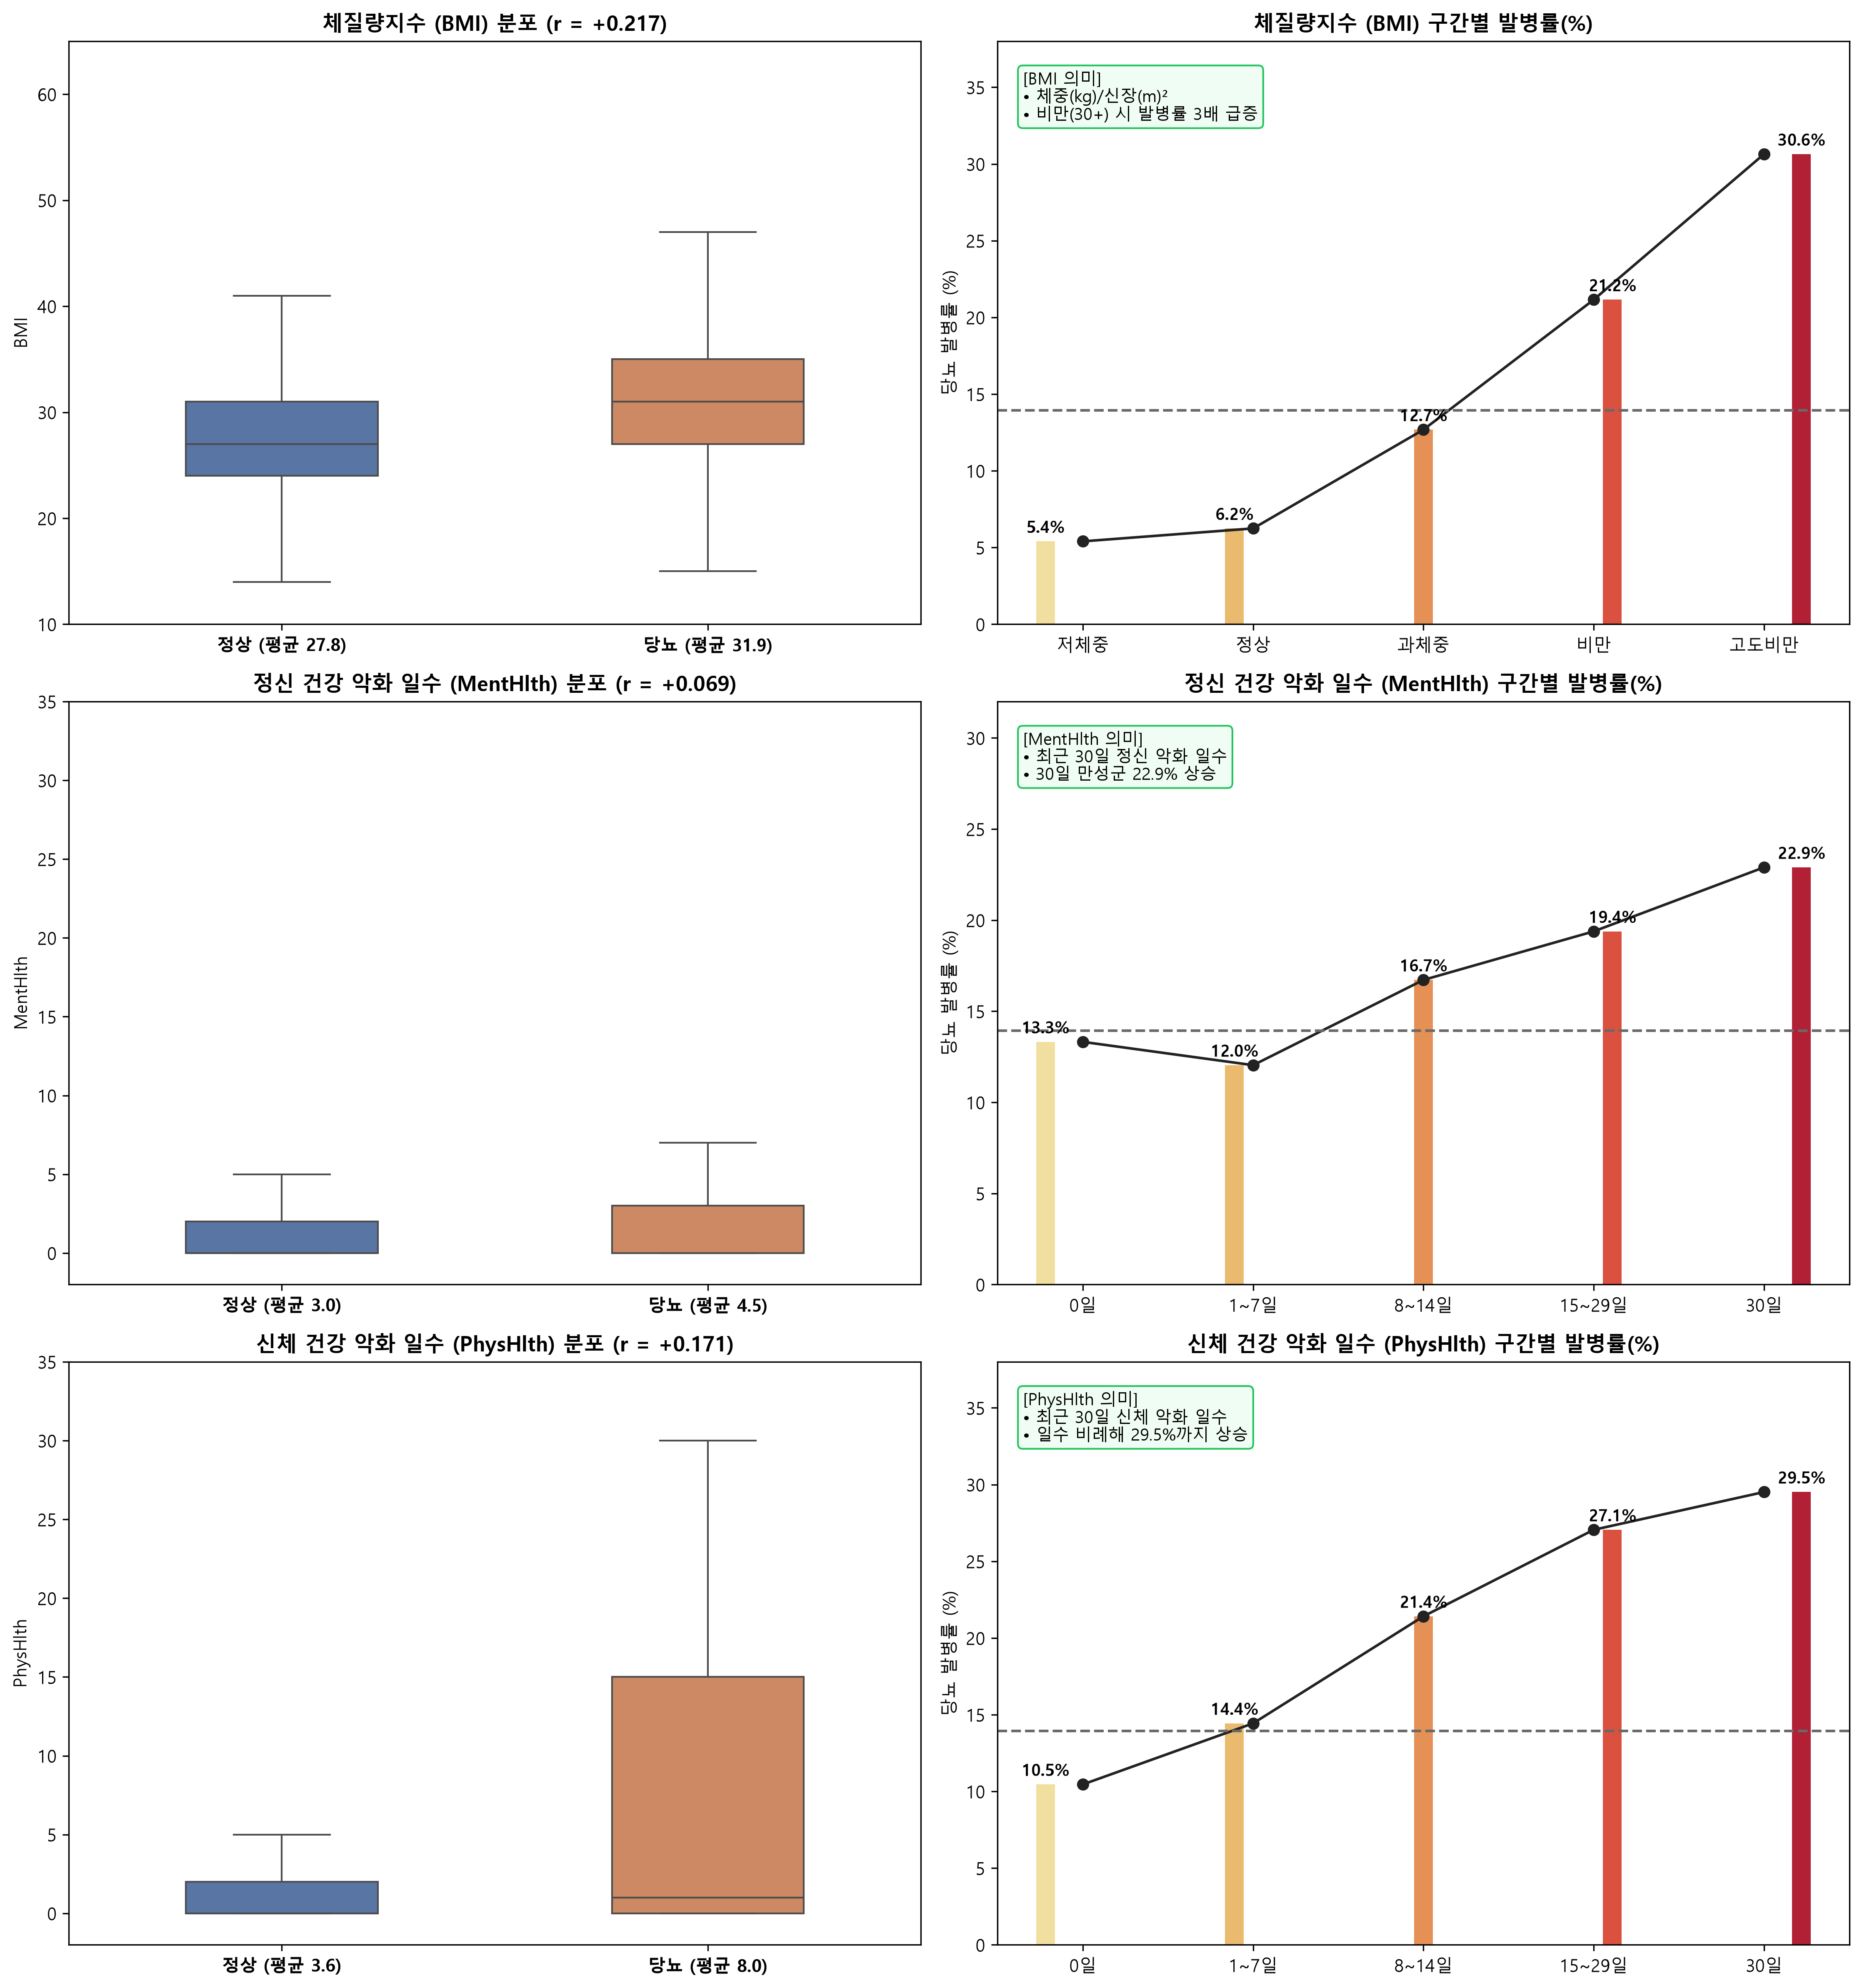 체질량지수 (BMI) 분포 (r = +0.217)
60
50
40
30
20
10
BMI
정상 (평균 27.8)
당뇨 (평균 31.9)
체질량지수 (BMI) 구간별 발병률(%)
[BMI 의미]
• 체중(kg)/신장(m)²
• 비만(30+) 시 발병률 3배 급증
35
30
25
20
15
10
5
0
당뇨 발병률 (%)
5.4%
6.2%
12.7%
21.2%
30.6%
저체중
정상
과체중
비만
고도비만
정신 건강 악화 일수 (MentHlth) 분포 (r = +0.069)
35
30
25
20
15
10
5
0
MentHlth
정상 (평균 3.0)
당뇨 (평균 4.5)
정신 건강 악화 일수 (MentHlth) 구간별 발병률(%)
[MentHlth 의미]
• 최근 30일 정신 악화 일수
• 30일 만성군 22.9% 상승
30
25
20
15
10
5
0
당뇨 발병률 (%)
13.3%
12.0%
16.7%
19.4%
22.9%
0일
1~7일
8~14일
15~29일
30일
신체 건강 악화 일수 (PhysHlth) 분포 (r = +0.171)
35
30
25
20
15
10
5
0
PhysHlth
정상 (평균 3.6)
당뇨 (평균 8.0)
신체 건강 악화 일수 (PhysHlth) 구간별 발병률(%)
[PhysHlth 의미]
• 최근 30일 신체 악화 일수
• 일수 비례해 29.5%까지 상승
35
30
25
20
15
10
5
0
당뇨 발병률 (%)
10.5%
14.4%
21.4%
27.1%
29.5%
0일
1~7일
8~14일
15~29일
30일